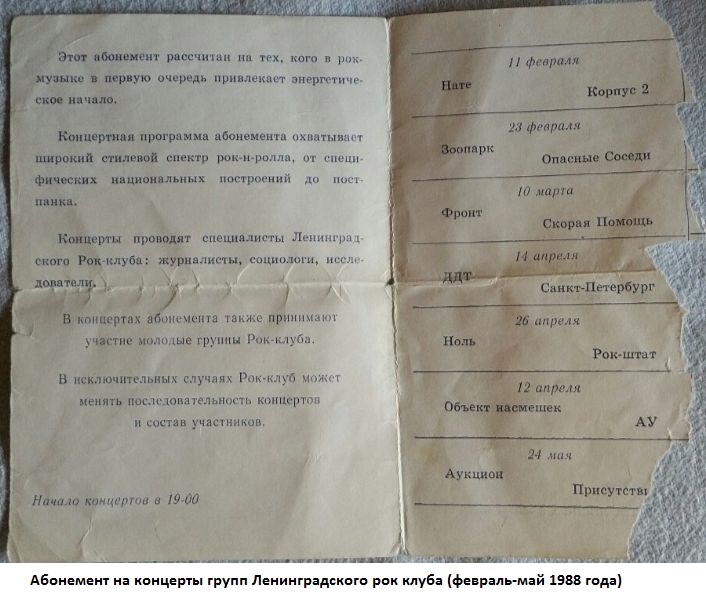 Этот абонемент рассчитан на тех, кого в рок-
музыке в первую очередь привлекает энергетиче-
ское начало.
Концертная программа абонемента охватывает
широкий стилевой спектр рок-н-ролла, от специ-
фических национальных построений до пост-
панка.
Концерты проводят специалисты Ленинград-
ского Рок-клуба: журналисты, социологи, иссле-
дователи.
В концертах абонемента также принимают
участие молодые группы Рок-клуба.
В исключительных случаях Рок-клуб может
менять последовательность концертов
и состав участников.
Начало концертов в 19-00
11 февраля
Нате
Корпус 2
23 февраля
Зоопарк
Опасные Соседи
10 марта
Фронт
Скорая Помощь
14 апреля
ДДТ
Санкт-Петербург
26 апреля
Ноль
Рок-штат
12 апреля
Объект насмешек
АУ
24 мая
Аукцион
Присутстви
Абонемент на концерты групп Ленинградского рок клуба (февраль-май 1988 года)